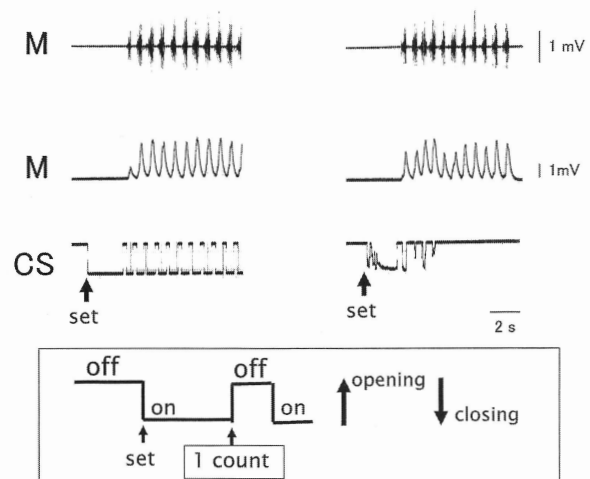 M
1 mV
M
1mV
CS
set
set
2 s
off
off
opening
on
on
closing
set
1 count